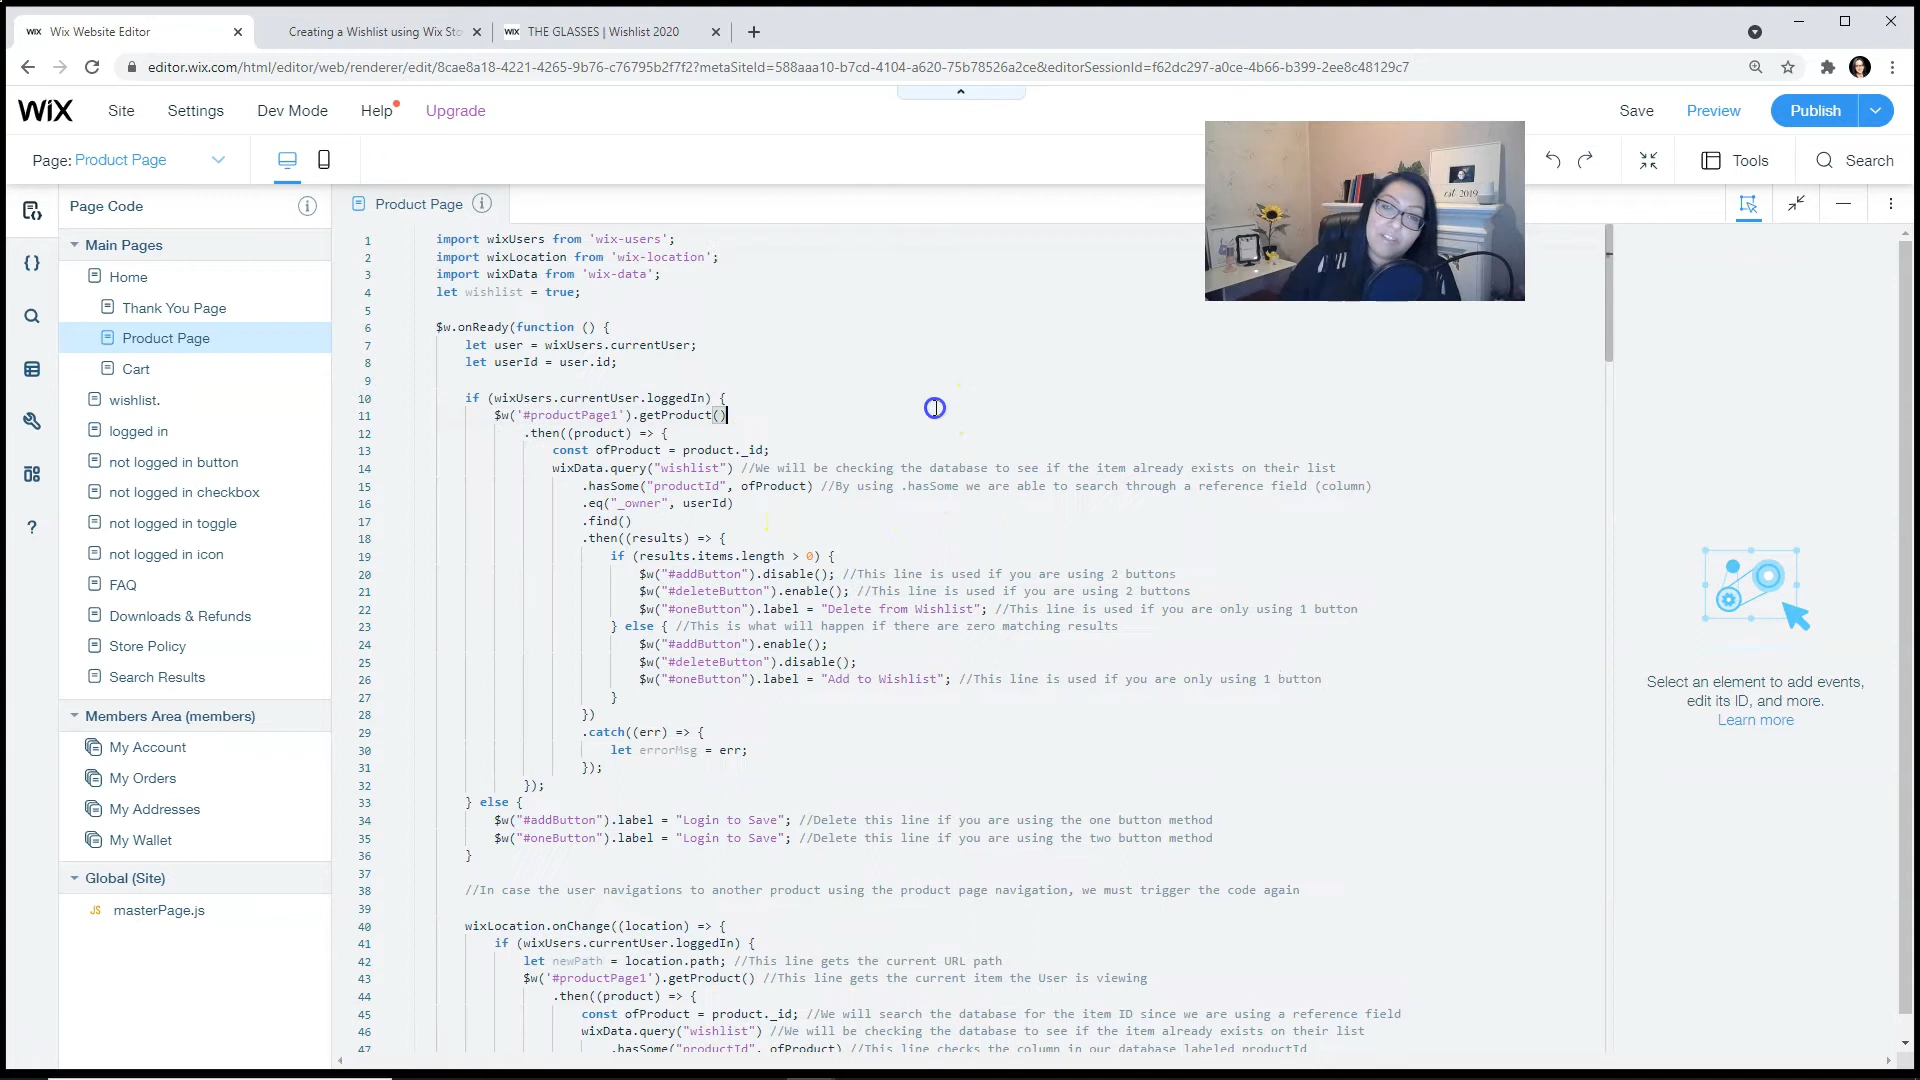 WiX Wix Website Editor
Creating a Wishlist using Wix Sto
WiX THE GLASSES | Wishlist 2020
editor.wix.com/html/editor/web/renderer/edit/8cae8a18-4221-4265-9b76-c76795b2f7f2?metaSiteId=588aaa10-b7cd-4104-a620-75b78526a2ce&editorSessionId=f62dc297-a0ce-4b66-b399-2ee8c48129c7
WiX Site Settings Dev Mode Help Upgrade
Save Preview Publish
Page: Product Page
Tools Search
Page Code
Product Page
est. 2019
Main Pages
Home
Thank You Page
Product Page
Cart
wishlist.
logged in
not logged in button
not logged in checkbox
not logged in toggle
not logged in icon
FAQ
Downloads & Refunds
Store Policy
Search Results
Members Area (members)
My Account
My Orders
My Addresses
My Wallet
Global (Site)
JS masterPage.js
1 import wixUsers from 'wix-users';
2 import wixLocation from 'wix-location';
3 import wixData from 'wix-data';
4 let wishlist = true;
5
6 $w.onReady(function () {
7 let user = wixUsers.currentUser;
8 let userId = user.id;
9
10 if (wixUsers.currentUser.loggedIn) {
11 $w('#productPage1').getProduct()
12 .then((product) => {
13 const ofProduct = product._id;
14 wixData.query("wishlist") //We will be checking the database to see if the item already exists on their list
15 .hasSome("productId", ofProduct) //By using .hasSome we are able to search through a reference field (column)
16 .eq("_owner", userId)
17 .find()
18 .then((results) => {
19 if (results.items.length > 0) {
20 $w("#addButton").disable(); //This line is used if you are using 2 buttons
21 $w("#deleteButton").enable(); //This line is used if you are using 2 buttons
22 $w("#oneButton").label = "Delete from Wishlist"; //This line is used if you are only using 1 button
23 } else { //This is what will happen if there are zero matching results
24 $w("#addButton").enable();
25 $w("#deleteButton").disable();
26 $w("#oneButton").label = "Add to Wishlist"; //This line is used if you are only using 1 button
27 }
28 })
29 .catch((err) => {
30 let errorMsg = err;
31 });
32 });
33 } else {
34 $w("#addButton").label = "Login to Save"; //Delete this line if you are using the one button method
35 $w("#oneButton").label = "Login to Save"; //Delete this line if you are using the two button method
36 }
37
38 //In case the user navigations to another product using the product page navigation, we must trigger the code again
39
40 wixLocation.onChange((location) => {
41 if (wixUsers.currentUser.loggedIn) {
42 let newPath = location.path; //This line gets the current URL path
43 $w('#productPage1').getProduct() //This line gets the current item the User is viewing
44 .then((product) => {
45 const ofProduct = product._id; //We will search the database for the item ID since we are using a reference field
46 wixData.query("wishlist") //We will be checking the database to see if the item already exists on their list
47 .hasSome("productId", ofProduct) //This line checks the column in our database labeled productId
Select an element to add events,
edit its ID, and more.
Learn more